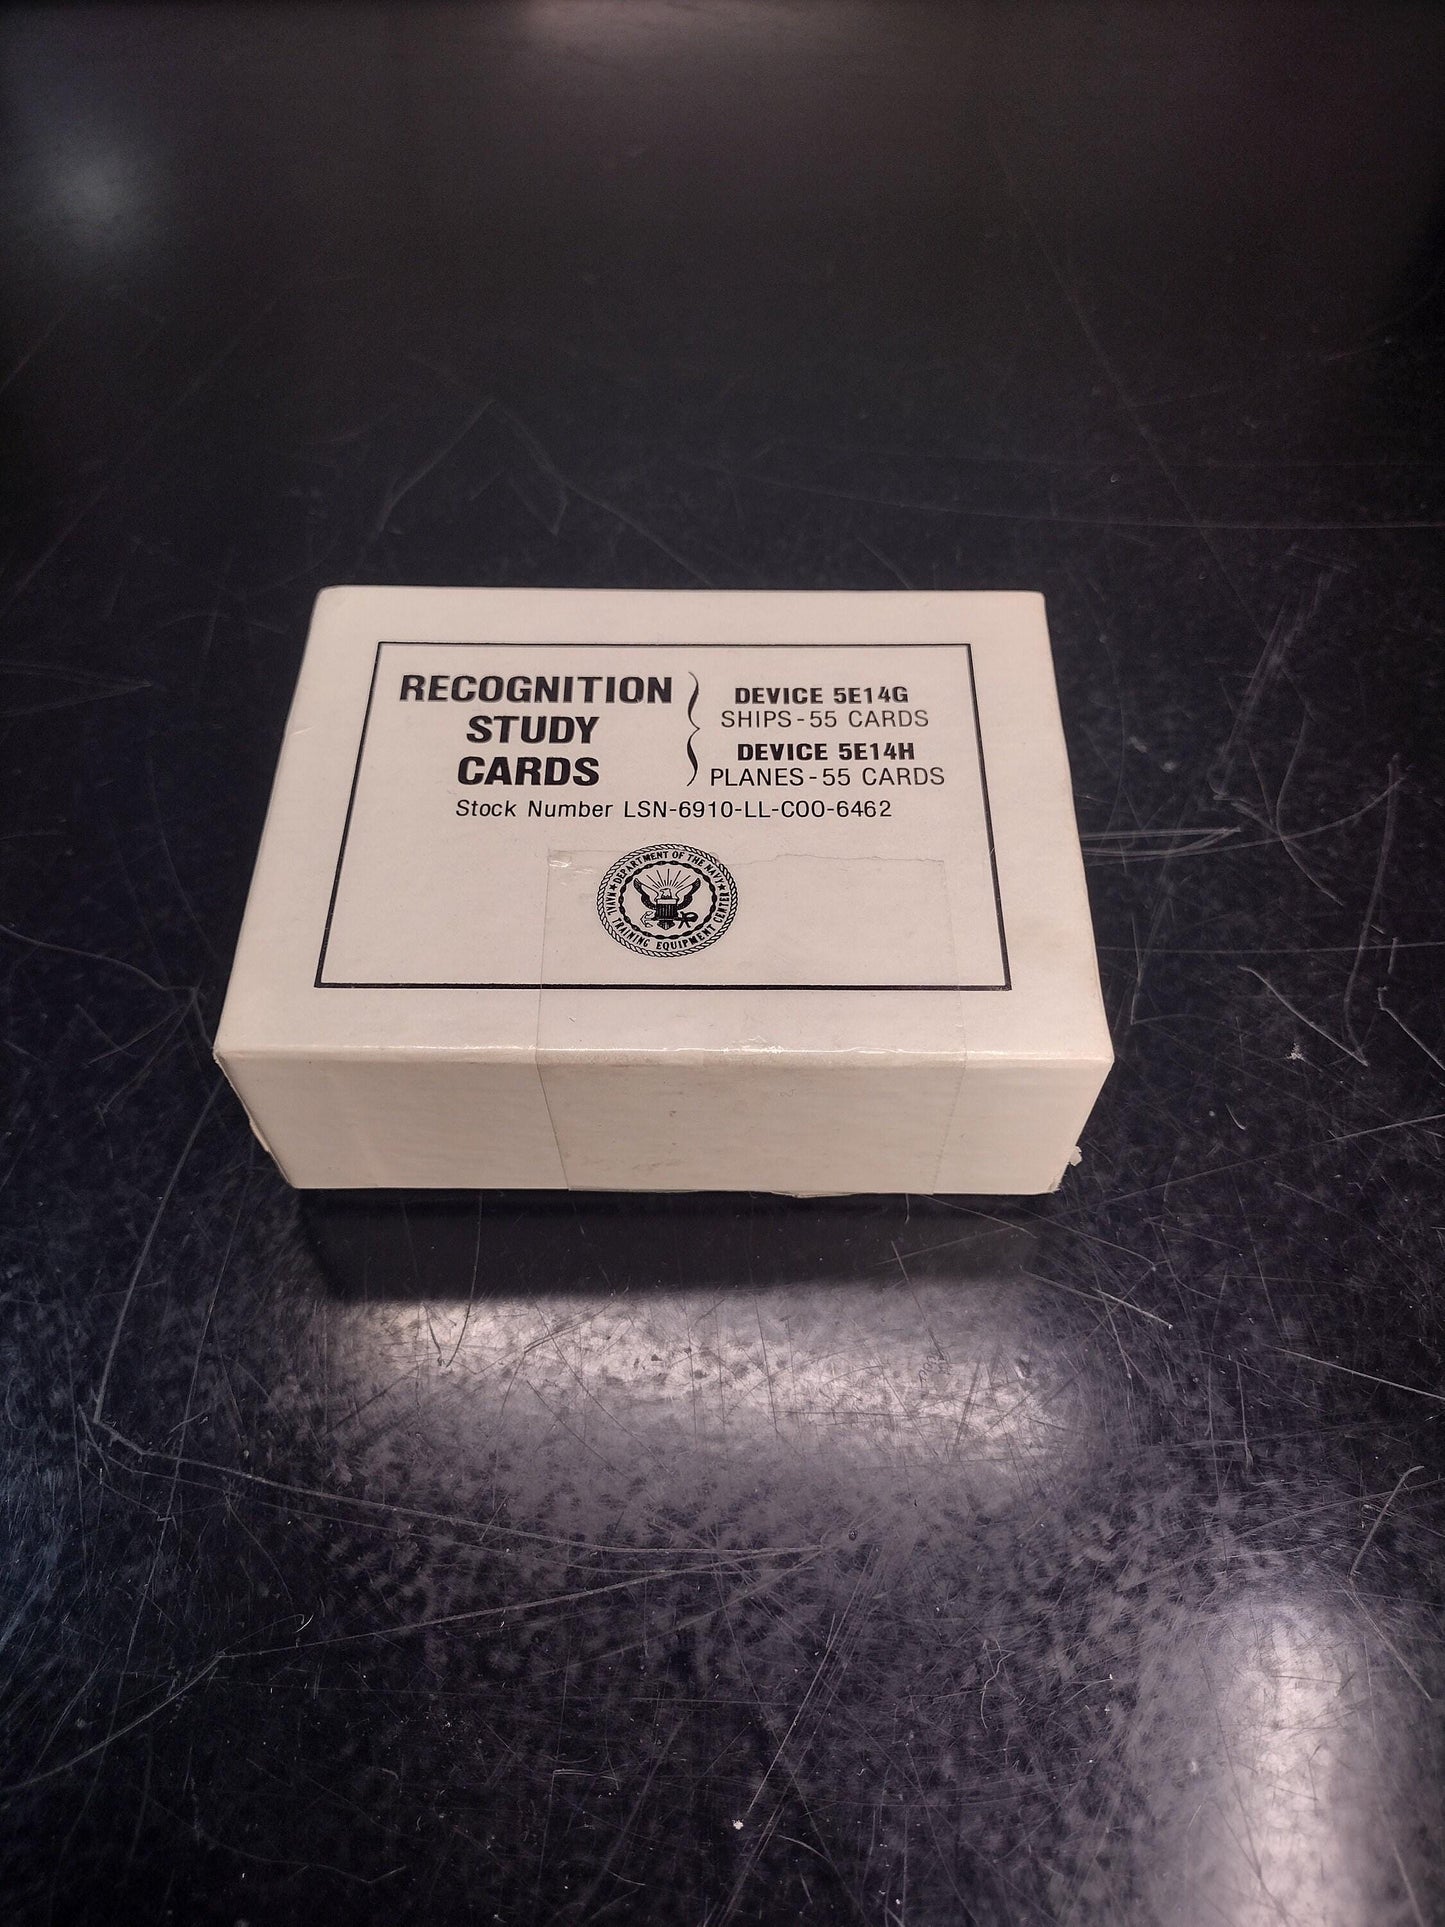 RECOGNITION
STUDY
CARDS
DEVICE 5E14G
SHIPS-55 CARDS
DEVICE 5E14H
PLANES-55 CARDS
Stock Number LSN-6910-LL-C00-6462
DEPARTMENT OF THE NAVY
NAVAL TRAINING EQUIPMENT CENTER